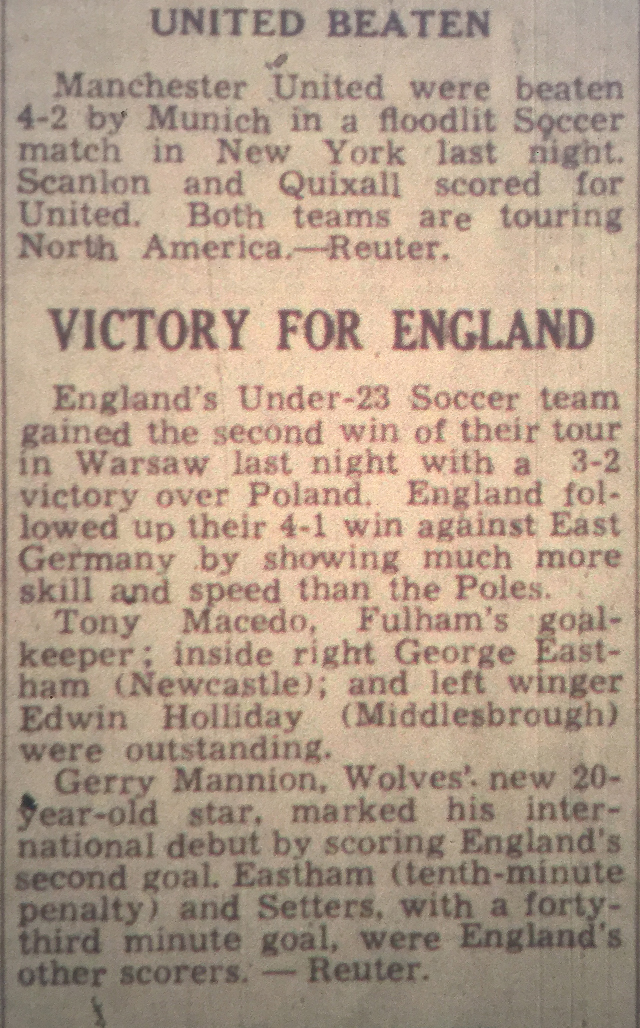 UNITED BEATEN
Manchester United were beaten
4-2 by Munich in a floodlit Soccer
match in New York last night.
Scanlon and Quixall scored for
United. Both teams are touring
North America.—Reuter.
VICTORY FOR ENGLAND
England's Under-23 Soccer team
gained the second win of their tour
in Warsaw last night with a 3-2
victory over Poland. England fol-
lowed up their 4-1 win against East
Germany by showing much more
skill and speed than the Poles.
Tony Macedo, Fulham's goal-
keeper; inside right George East-
ham (Newcastle); and left winger
Edwin Holliday (Middlesbrough)
were outstanding.
Gerry Mannion, Wolves' new 20-
year-old star, marked his inter-
national debut by scoring England's
second goal. Eastham (tenth-minute
penalty) and Setters, with a forty-
third minute goal, were England's
other scorers. — Reuter.